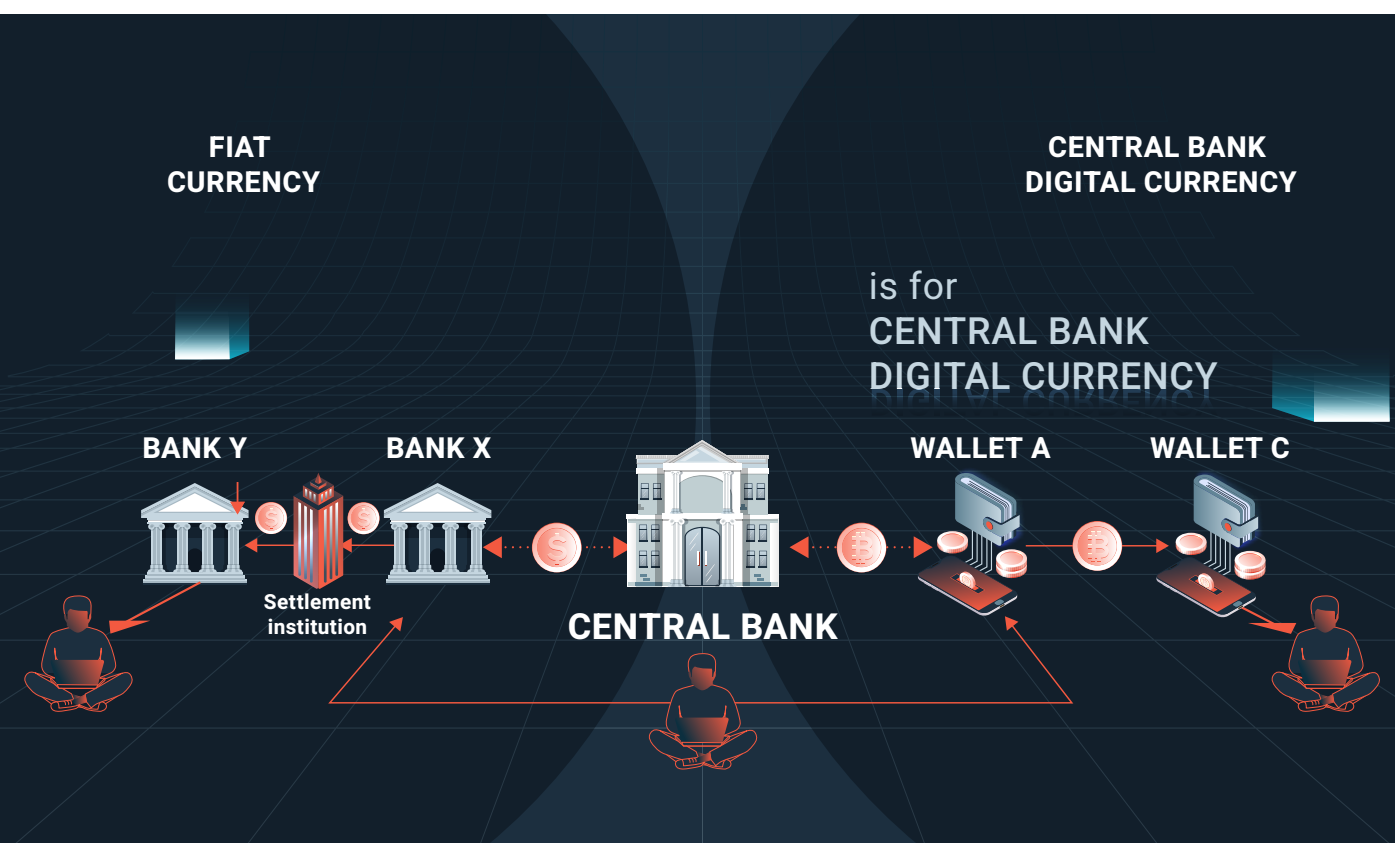 FIAT
CURRENCY
CENTRAL BANK
DIGITAL CURRENCY
is for
CENTRAL BANK
DIGITAL CURRENCY
BANK Y
BANK X
WALLET A
WALLET C
Settlement
institution
CENTRAL BANK